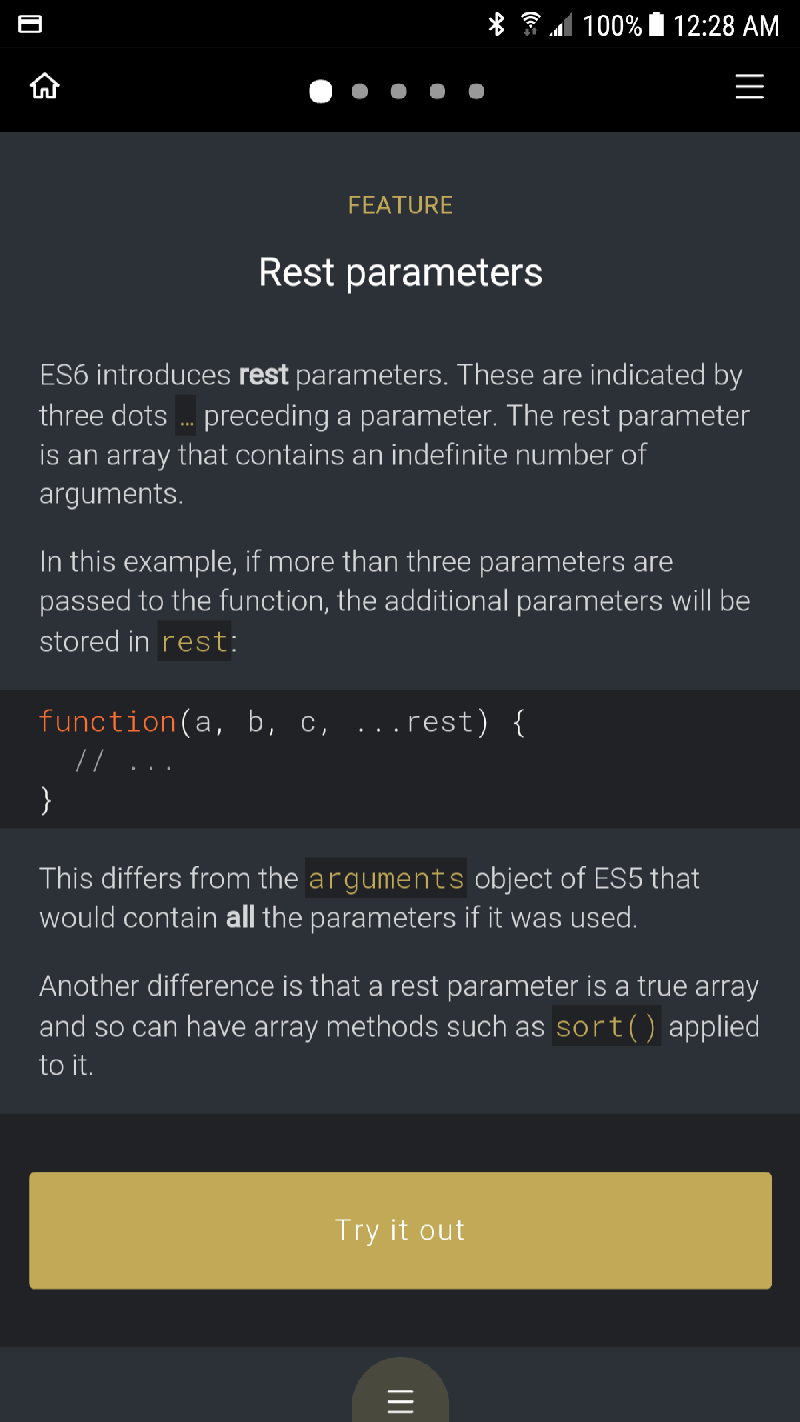 100% 12:28 AM
FEATURE
Rest parameters
ES6 introduces rest parameters. These are indicated by
three dots … preceding a parameter. The rest parameter
is an array that contains an indefinite number of
arguments.
In this example, if more than three parameters are
passed to the function, the additional parameters will be
stored in rest:
function(a, b, c, ...rest) {
// ...
}
This differs from the arguments object of ES5 that
would contain all the parameters if it was used.
Another difference is that a rest parameter is a true array
and so can have array methods such as sort() applied
to it.
Try it out